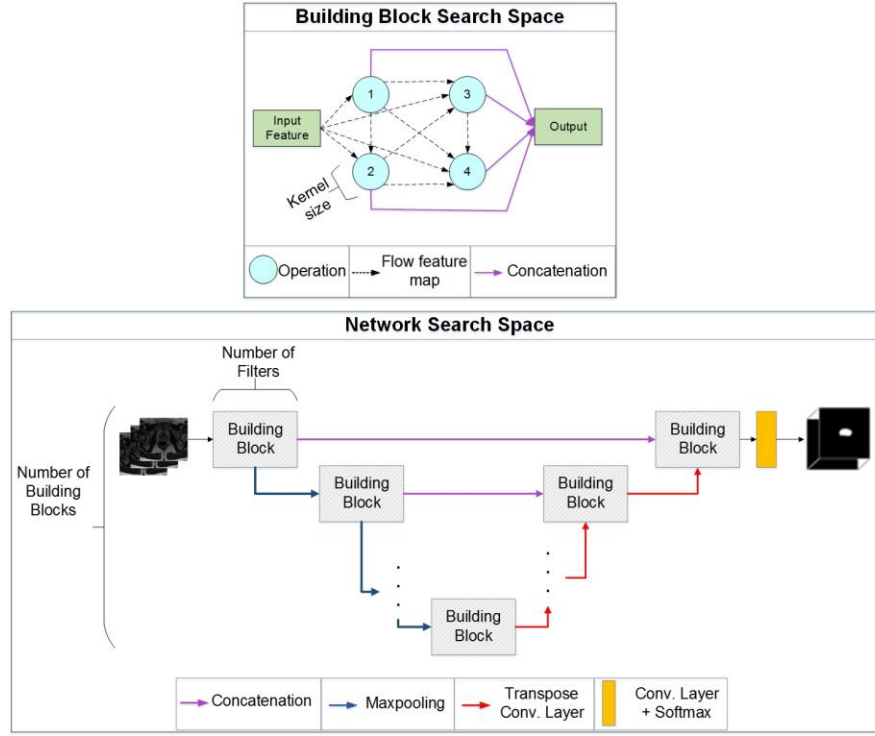 Building Block Search Space
1
3
Input
Feature
Output
2
4
Kernel
size
Operation
Flow feature
map
Concatenation
Network Search Space
Number of
Filters
Number of
Building
Blocks
Building
Block
Building
Block
Building
Block
Building
Block
Building
Block
Concatenation
Maxpooling
Transpose
Conv. Layer
Conv. Layer
+ Softmax